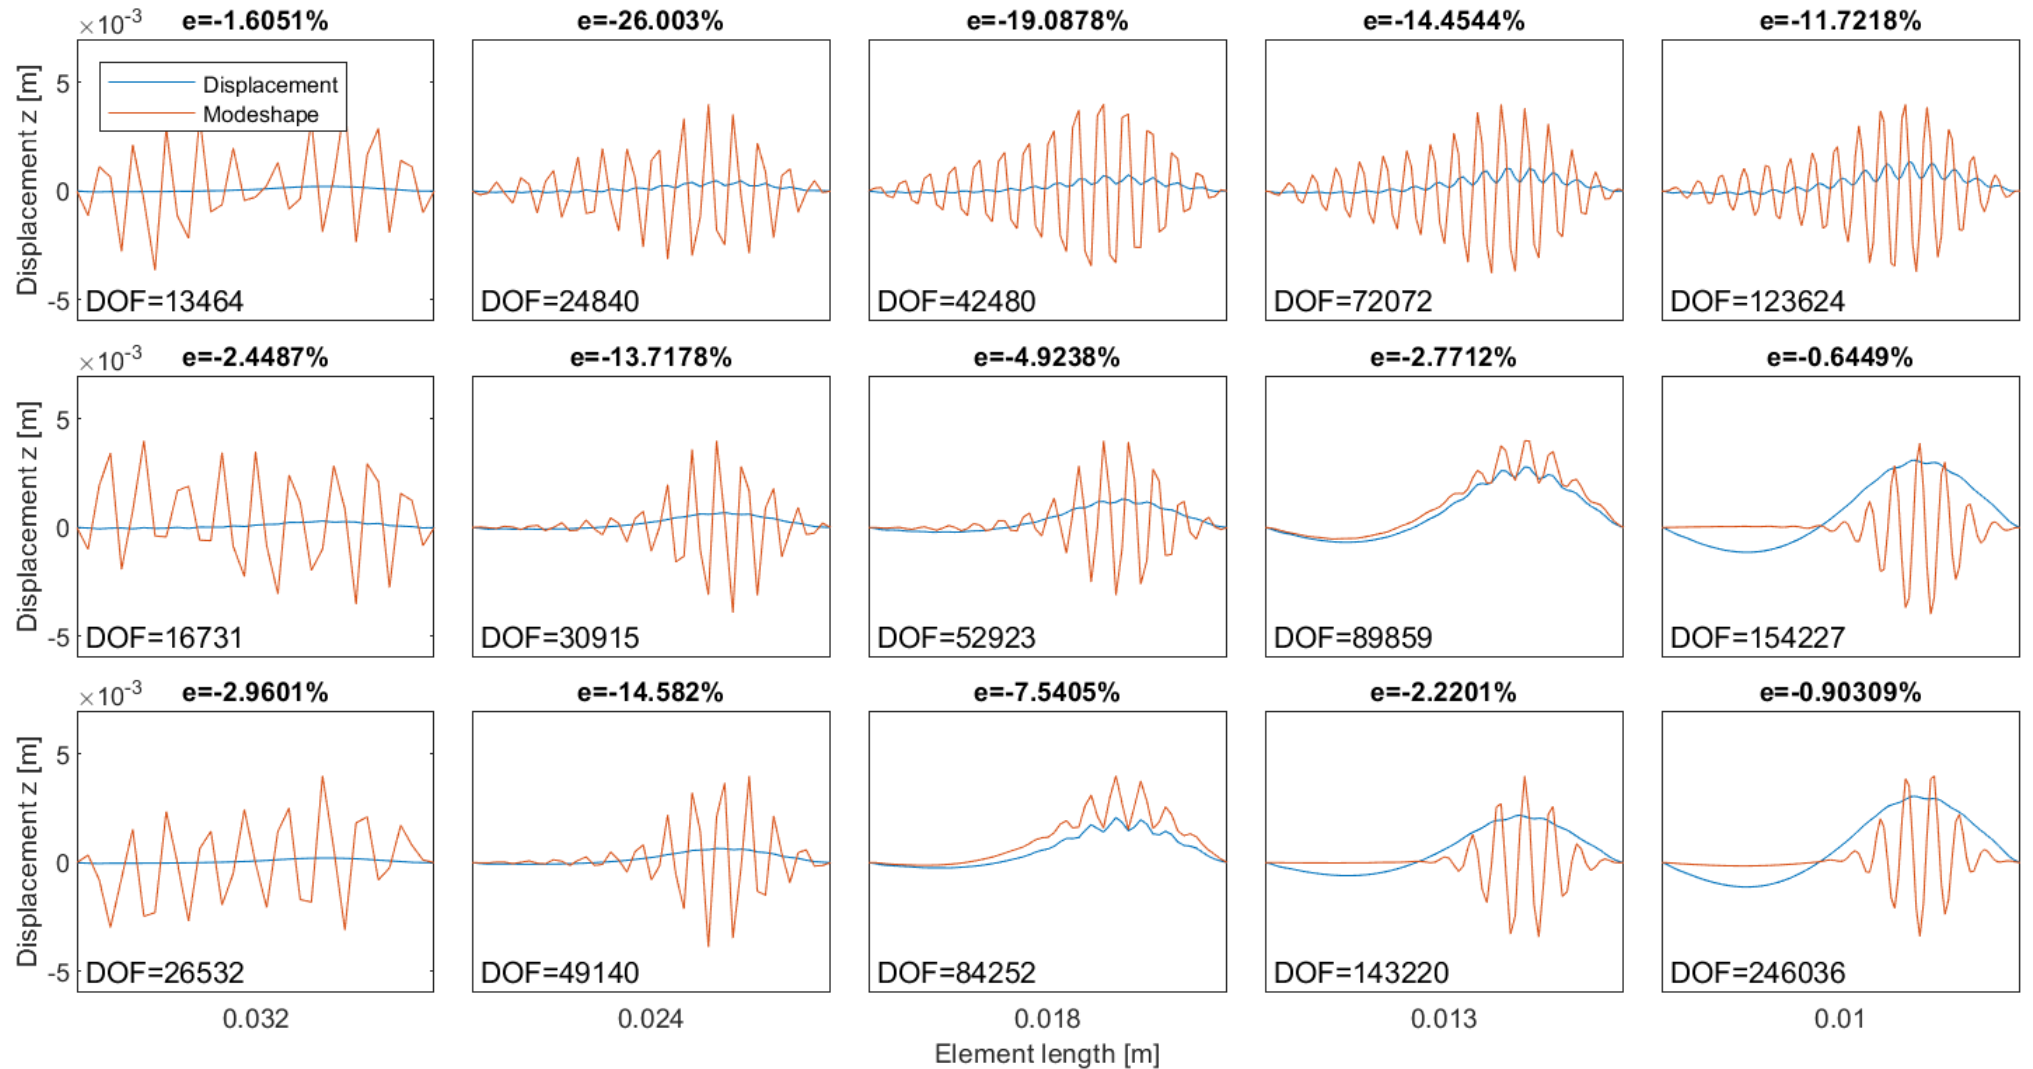 ×10-3 e=-1.6051% e=-26.003% e=-19.0878% e=-14.4544% e=-11.7218%
Displacement z [m]
5
0
-5
Displacement
Modeshape
DOF=13464 DOF=24840 DOF=42480 DOF=72072 DOF=123624
×10-3 e=-2.4487% e=-13.7178% e=-4.9238% e=-2.7712% e=-0.6449%
Displacement z [m]
5
0
-5
DOF=16731 DOF=30915 DOF=52923 DOF=89859 DOF=154227
×10-3 e=-2.9601% e=-14.582% e=-7.5405% e=-2.2201% e=-0.90309%
Displacement z [m]
5
0
-5
DOF=26532 DOF=49140 DOF=84252 DOF=143220 DOF=246036
0.032 0.024 0.018 0.013 0.01
Element length [m]